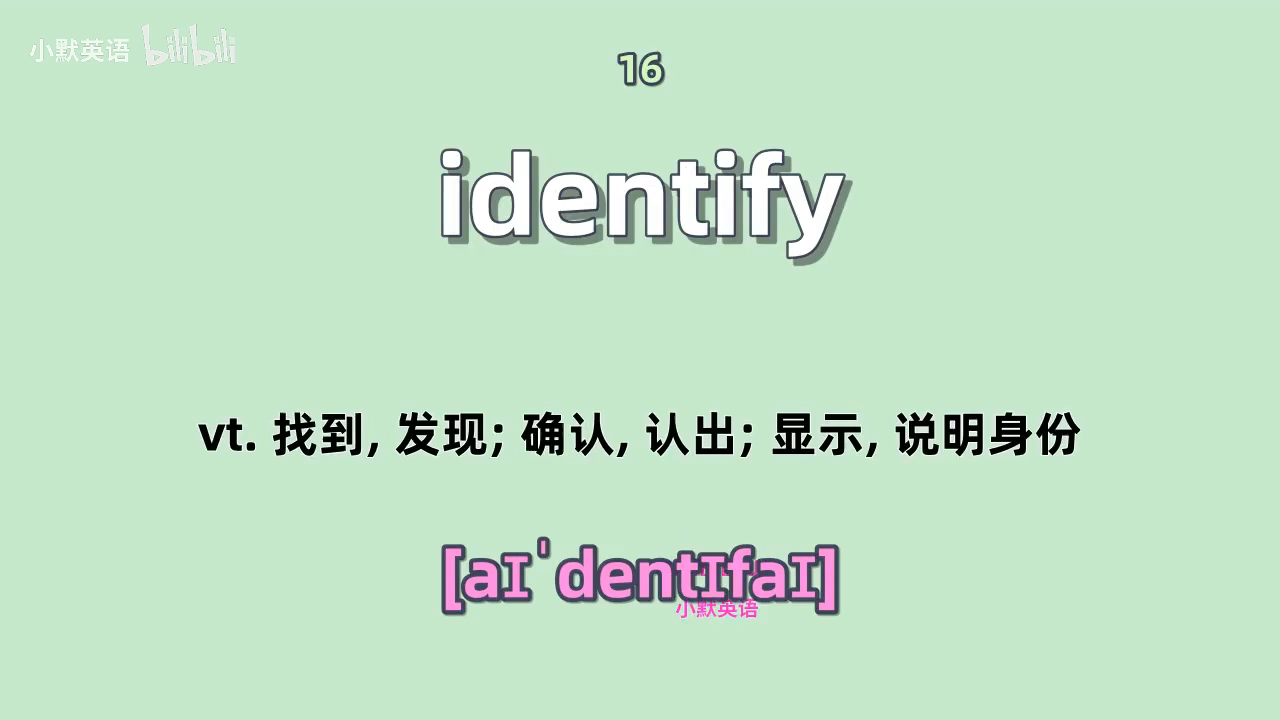 小默英语 bilibili
16
identify
vt. 找到, 发现; 确认, 认出; 显示, 说明身份
[aɪˈdentɪfaɪ]
小默英语